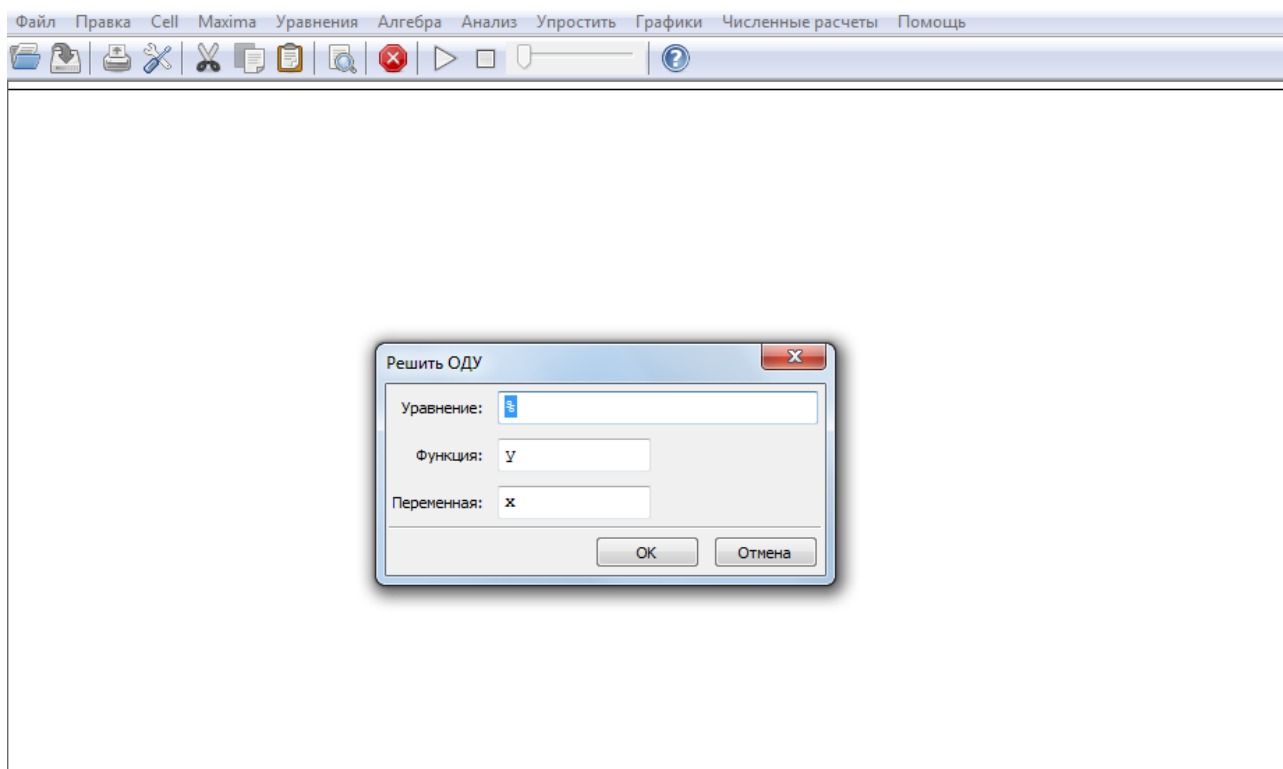 Файл Правка Cell Maxima Уравнения Алгебра Анализ Упростить Графики Численные расчеты Помощь
Решить ОДУ
Уравнение: %
Функция: y
Переменная: x
OK Отмена